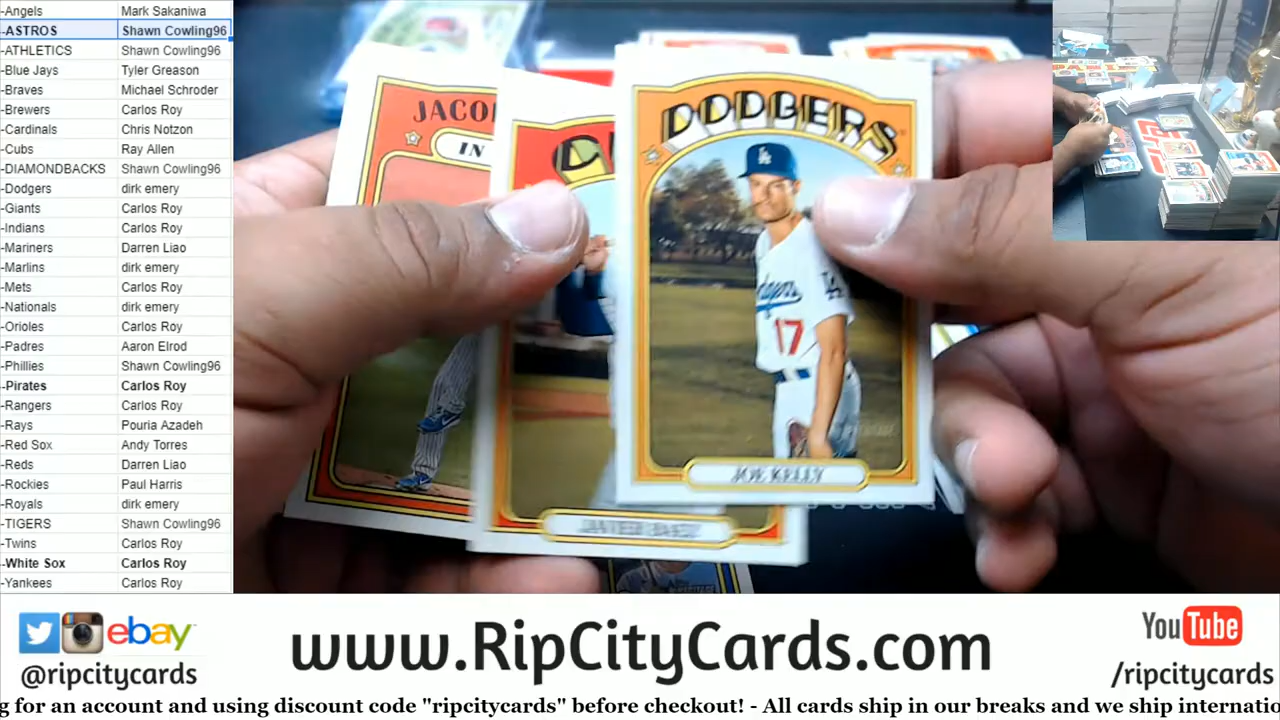 -Angels Mark Sakaniwa
-ASTROS Shawn Cowling96
-ATHLETICS Shawn Cowling96
-Blue Jays Tyler Greason
-Braves Michael Schroder
-Brewers Carlos Roy
-Cardinals Chris Notzon
-Cubs Ray Allen
-DIAMONDBACKS Shawn Cowling96
-Dodgers dirk emery
-Giants Carlos Roy
-Indians Carlos Roy
-Mariners Darren Liao
-Marlins dirk emery
-Mets Carlos Roy
-Nationals dirk emery
-Orioles Carlos Roy
-Padres Aaron Elrod
-Phillies Shawn Cowling96
-Pirates Carlos Roy
-Rangers Carlos Roy
-Rays Pouria Azadeh
-Red Sox Andy Torres
-Reds Darren Liao
-Rockies Paul Harris
-Royals dirk emery
-TIGERS Shawn Cowling96
-Twins Carlos Roy
-White Sox Carlos Roy
-Yankees Carlos Roy
JACO
IN
DODGERS
LA
17
JOE KELLY
ebay
@ripcitycards
www.RipCityCards.com
YouTube
/ripcitycards
g for an account and using discount code "ripcitycards" before checkout! - All cards ship in our breaks and we ship internatio